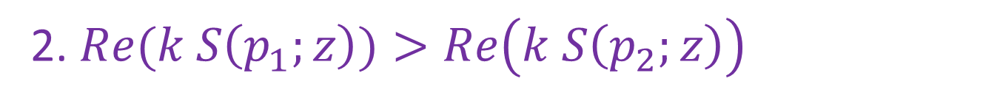 2. Re(k S(p₁; z)) > Re(k S(p₂; z))